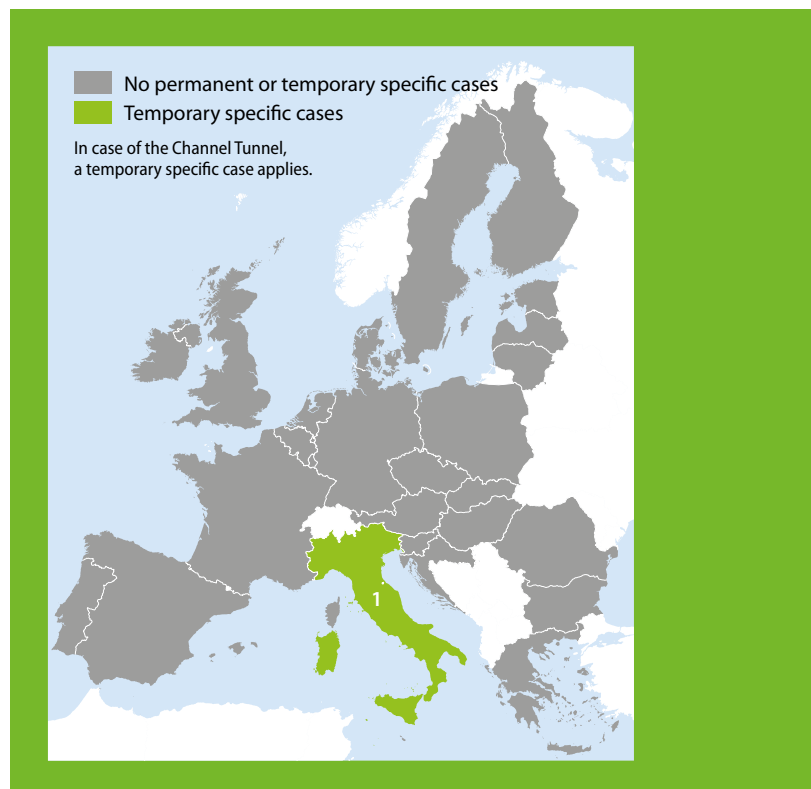 No permanent or temporary specific cases
Temporary specific cases
In case of the Channel Tunnel,
a temporary specific case applies.
1